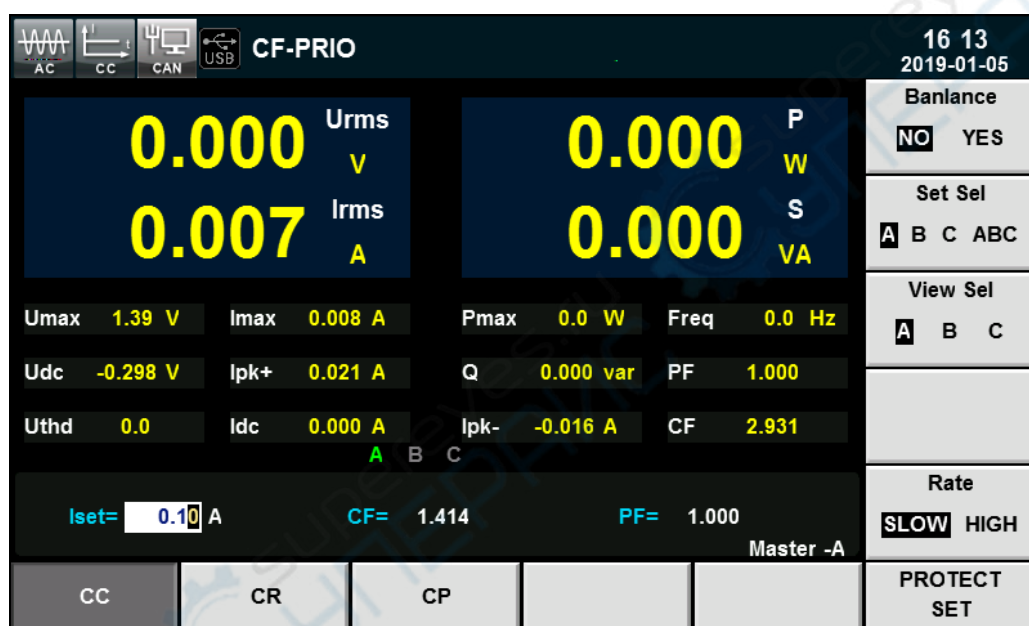 AC CC CAN USB CF-PRIO 16 13
I t 2019-01-05
0.000 Urms V 0.000 P W
0.007 Irms A 0.000 S VA
Umax 1.39 V Imax 0.008 A Pmax 0.0 W Freq 0.0 Hz
Udc -0.298 V Ipk+ 0.021 A Q 0.000 var PF 1.000
Uthd 0.0 Idc 0.000 A Ipk- -0.016 A CF 2.931
A B C
Iset= 0.10 A CF= 1.414 PF= 1.000
Master -A
Banlance
NO YES
Set Sel
A B C ABC
View Sel
A B C
Rate
SLOW HIGH
PROTECT
SET
CC CR CP